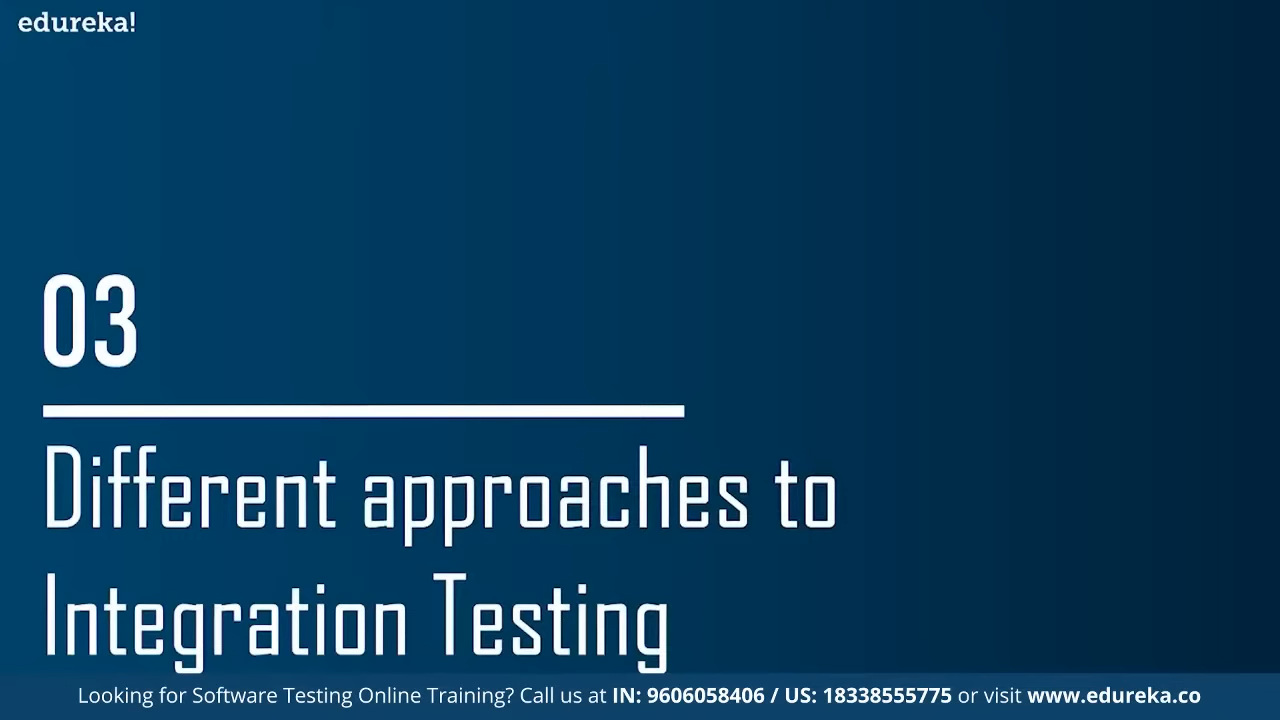 edureka!
03
Different approaches to
Integration Testing
Looking for Software Testing Online Training? Call us at IN: 9606058406 / US: 18338555775 or visit www.edureka.co